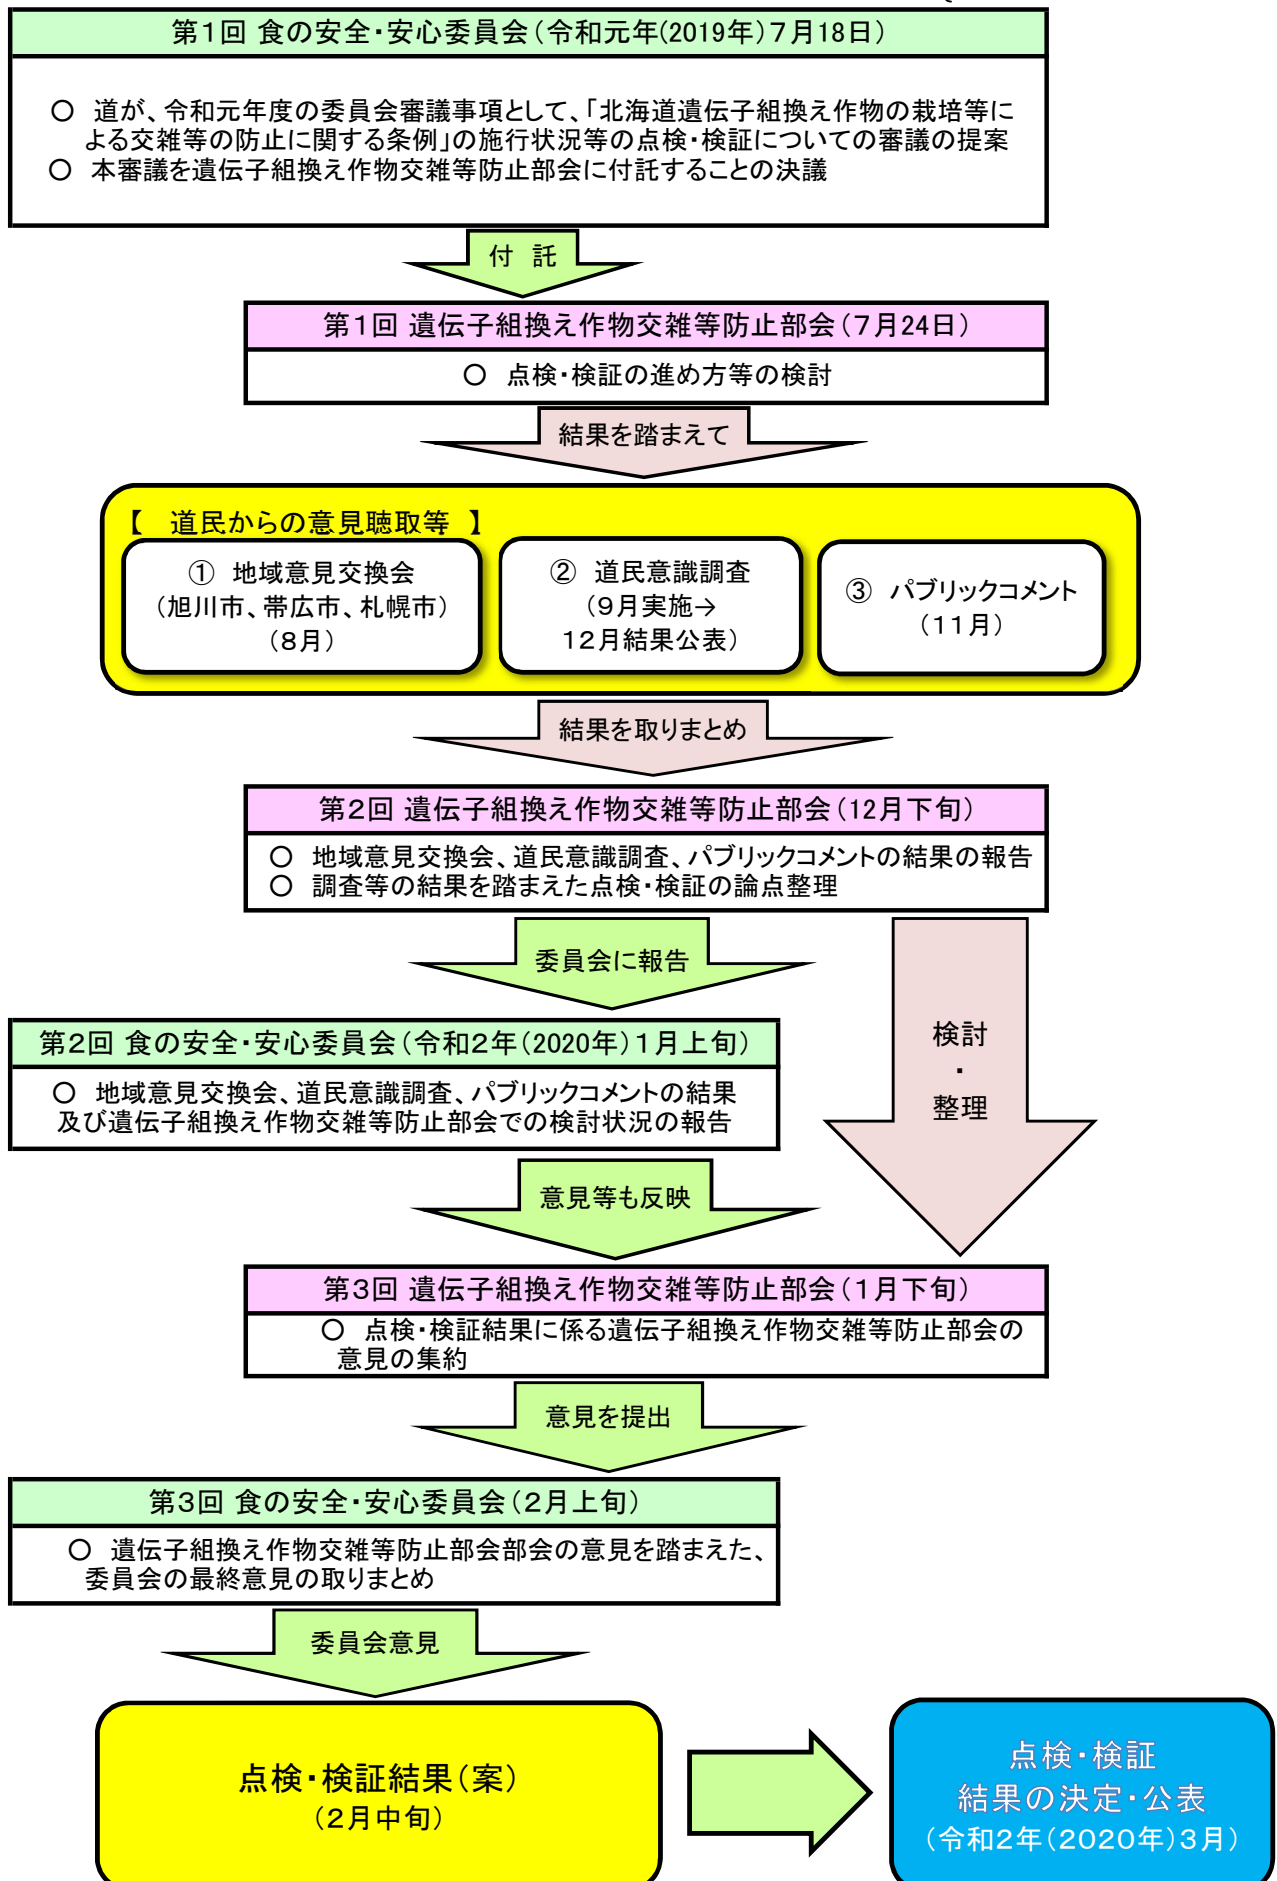 第1回 食の安全・安心委員会(令和元年(2019年)7月18日)
○ 道が、令和元年度の委員会審議事項として、「北海道遺伝子組換え作物の栽培等に
よる交雑等の防止に関する条例」の施行状況等の点検・検証についての審議の提案
○ 本審議を遺伝子組換え作物交雑等防止部会に付託することの決議
付 託
第1回 遺伝子組換え作物交雑等防止部会(7月24日)
○ 点検・検証の進め方等の検討
結果を踏まえて
【 道民からの意見聴取等 】
① 地域意見交換会
(旭川市、帯広市、札幌市)
(8月)
② 道民意識調査
(9月実施→
12月結果公表)
③ パブリックコメント
(11月)
結果を取りまとめ
第2回 遺伝子組換え作物交雑等防止部会(12月下旬)
○ 地域意見交換会、道民意識調査、パブリックコメントの結果の報告
○ 調査等の結果を踏まえた点検・検証の論点整理
委員会に報告
検討
・
整理
第2回 食の安全・安心委員会(令和2年(2020年)1月上旬)
○ 地域意見交換会、道民意識調査、パブリックコメントの結果
及び遺伝子組換え作物交雑等防止部会での検討状況の報告
意見等も反映
第3回 遺伝子組換え作物交雑等防止部会(1月下旬)
○ 点検・検証結果に係る遺伝子組換え作物交雑等防止部会の
意見の集約
意見を提出
第3回 食の安全・安心委員会(2月上旬)
○ 遺伝子組換え作物交雑等防止部会部会の意見を踏まえた、
委員会の最終意見の取りまとめ
委員会意見
点検・検証結果(案)
(2月中旬)
点検・検証
結果の決定・公表
(令和2年(2020年)3月)